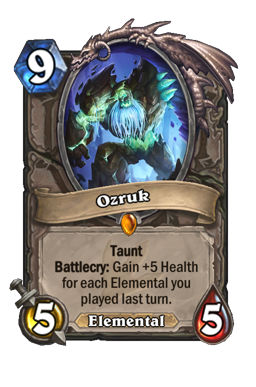 9
Ozruk
Taunt
Battlecry: Gain +5 Health
for each Elemental you
played last turn.
5 Elemental 5